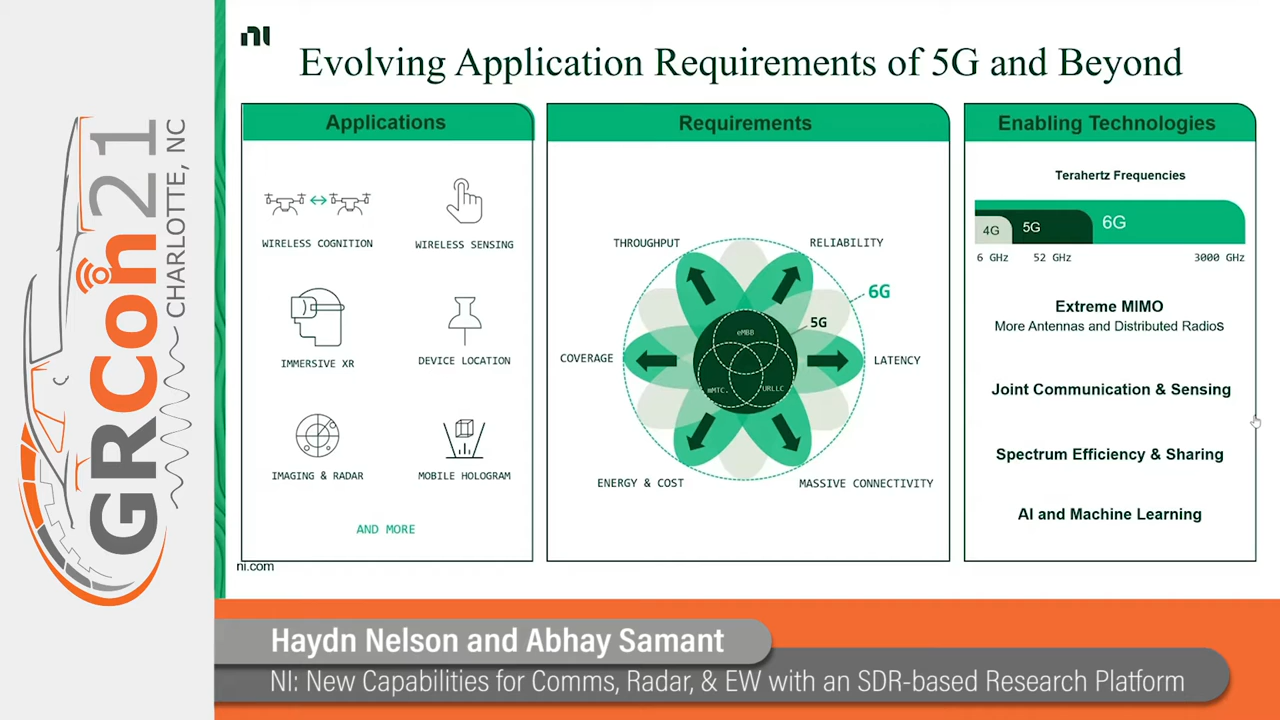 GRCon21
CHARLOTTE, NC
ni
Evolving Application Requirements of 5G and Beyond
Applications
WIRELESS COGNITION
WIRELESS SENSING
IMMERSIVE XR
DEVICE LOCATION
IMAGING & RADAR
MOBILE HOLOGRAM
AND MORE
Requirements
THROUGHPUT
RELIABILITY
6G
5G
eMBB
COVERAGE
LATENCY
mMTC.
URLLC
ENERGY & COST
MASSIVE CONNECTIVITY
Enabling Technologies
Terahertz Frequencies
4G
5G
6G
6 GHz
52 GHz
3000 GHz
Extreme MIMO
More Antennas and Distributed Radios
Joint Communication & Sensing
Spectrum Efficiency & Sharing
AI and Machine Learning
ni.com
Haydn Nelson and Abhay Samant
NI: New Capabilities for Comms, Radar, & EW with an SDR-based Research Platform